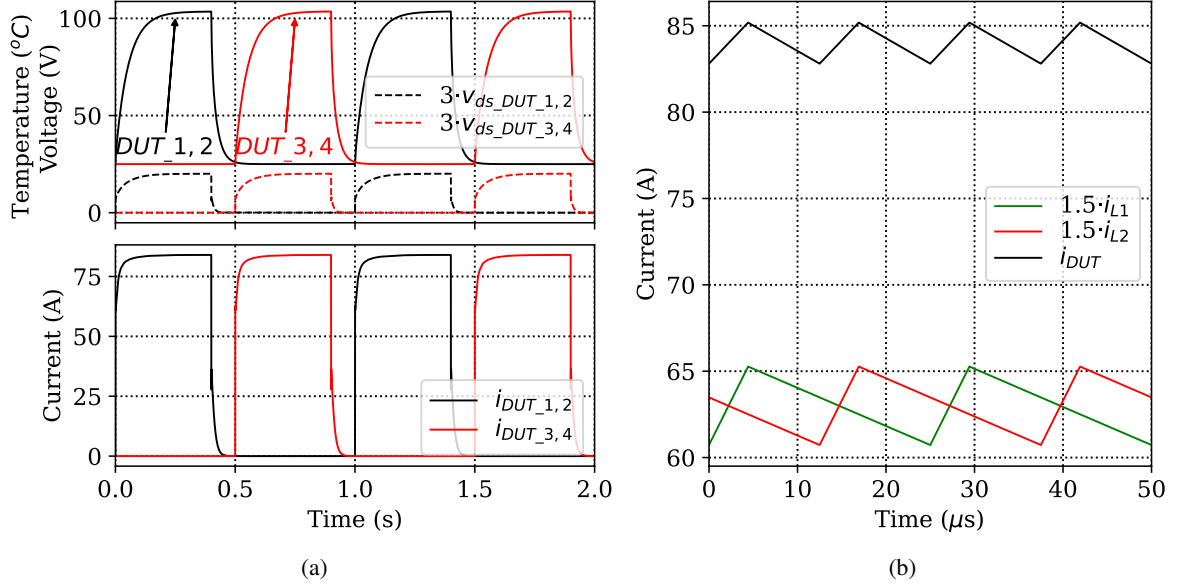 Temperature (°C)
Voltage (V)
100
50
0
DUT_1, 2
DUT_3, 4
3·v_ds_DUT_1,2
3·v_ds_DUT_3,4
Current (A)
75
50
25
0
i_DUT_1,2
i_DUT_3,4
0.0 0.5 1.0 1.5 2.0
Time (s)
(a)
Current (A)
85
80
75
70
65
60
1.5·i_L1
1.5·i_L2
i_DUT
0 10 20 30 40 50
Time (μs)
(b)